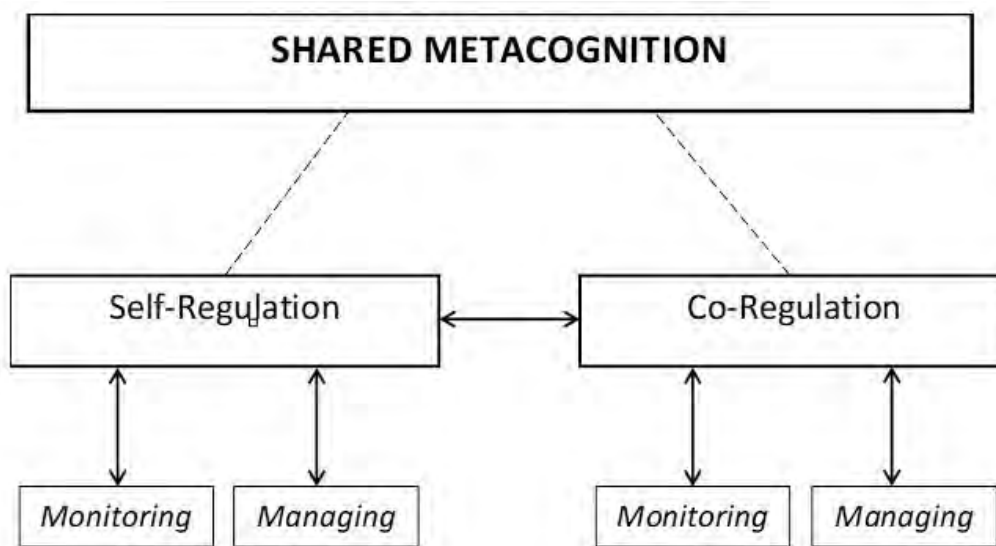 SHARED METACOGNITION
Self-Regulation
Co-Regulation
Monitoring
Managing
Monitoring
Managing